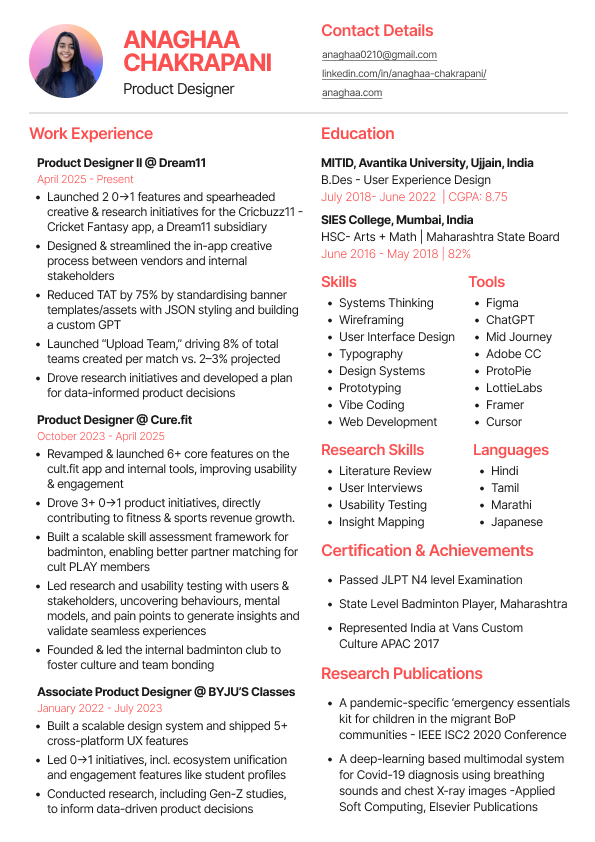 ANAGHAA
CHAKRAPANI
Product Designer
Contact Details
anaghaa0210@gmail.com
linkedin.com/in/anaghaa-chakrapani/
anaghaa.com
Work Experience
Product Designer II @ Dream11
April 2025 - Present
• Launched 2 0→1 features and spearheaded
creative & research initiatives for the Cricbuzz11 -
Cricket Fantasy app, a Dream11 subsidiary
• Designed & streamlined the in-app creative
process between vendors and internal
stakeholders
• Reduced TAT by 75% by standardising banner
templates/assets with JSON styling and building
a custom GPT
• Launched “Upload Team,” driving 8% of total
teams created per match vs. 2–3% projected
• Drove research initiatives and developed a plan
for data-informed product decisions
Product Designer @ Cure.fit
October 2023 - April 2025
• Revamped & launched 6+ core features on the
cult.fit app and internal tools, improving usability
& engagement
• Drove 3+ 0→1 product initiatives, directly
contributing to fitness & sports revenue growth.
• Built a scalable skill assessment framework for
badminton, enabling better partner matching for
cult PLAY members
• Led research and usability testing with users &
stakeholders, uncovering behaviours, mental
models, and pain points to generate insights and
validate seamless experiences
• Founded & led the internal badminton club to
foster culture and team bonding
Associate Product Designer @ BYJU’S Classes
January 2022 - July 2023
• Built a scalable design system and shipped 5+
cross-platform UX features
• Led 0→1 initiatives, incl. ecosystem unification
and engagement features like student profiles
• Conducted research, including Gen-Z studies,
to inform data-driven product decisions
Education
MITID, Avantika University, Ujjain, India
B.Des - User Experience Design
July 2018- June 2022 | CGPA: 8.75
SIES College, Mumbai, India
HSC- Arts + Math | Maharashtra State Board
June 2016 - May 2018 | 82%
Skills
• Systems Thinking
• Wireframing
• User Interface Design
• Typography
• Design Systems
• Prototyping
• Vibe Coding
• Web Development
Tools
• Figma
• ChatGPT
• Mid Journey
• Adobe CC
• ProtoPie
• LottieLabs
• Framer
• Cursor
Research Skills
• Literature Review
• User Interviews
• Usability Testing
• Insight Mapping
Languages
• Hindi
• Tamil
• Marathi
• Japanese
Certification & Achievements
• Passed JLPT N4 level Examination
• State Level Badminton Player, Maharashtra
• Represented India at Vans Custom
Culture APAC 2017
Research Publications
• A pandemic-specific ‘emergency essentials
kit for children in the migrant BoP
communities - IEEE ISC2 2020 Conference
• A deep-learning based multimodal system
for Covid-19 diagnosis using breathing
sounds and chest X-ray images -Applied
Soft Computing, Elsevier Publications